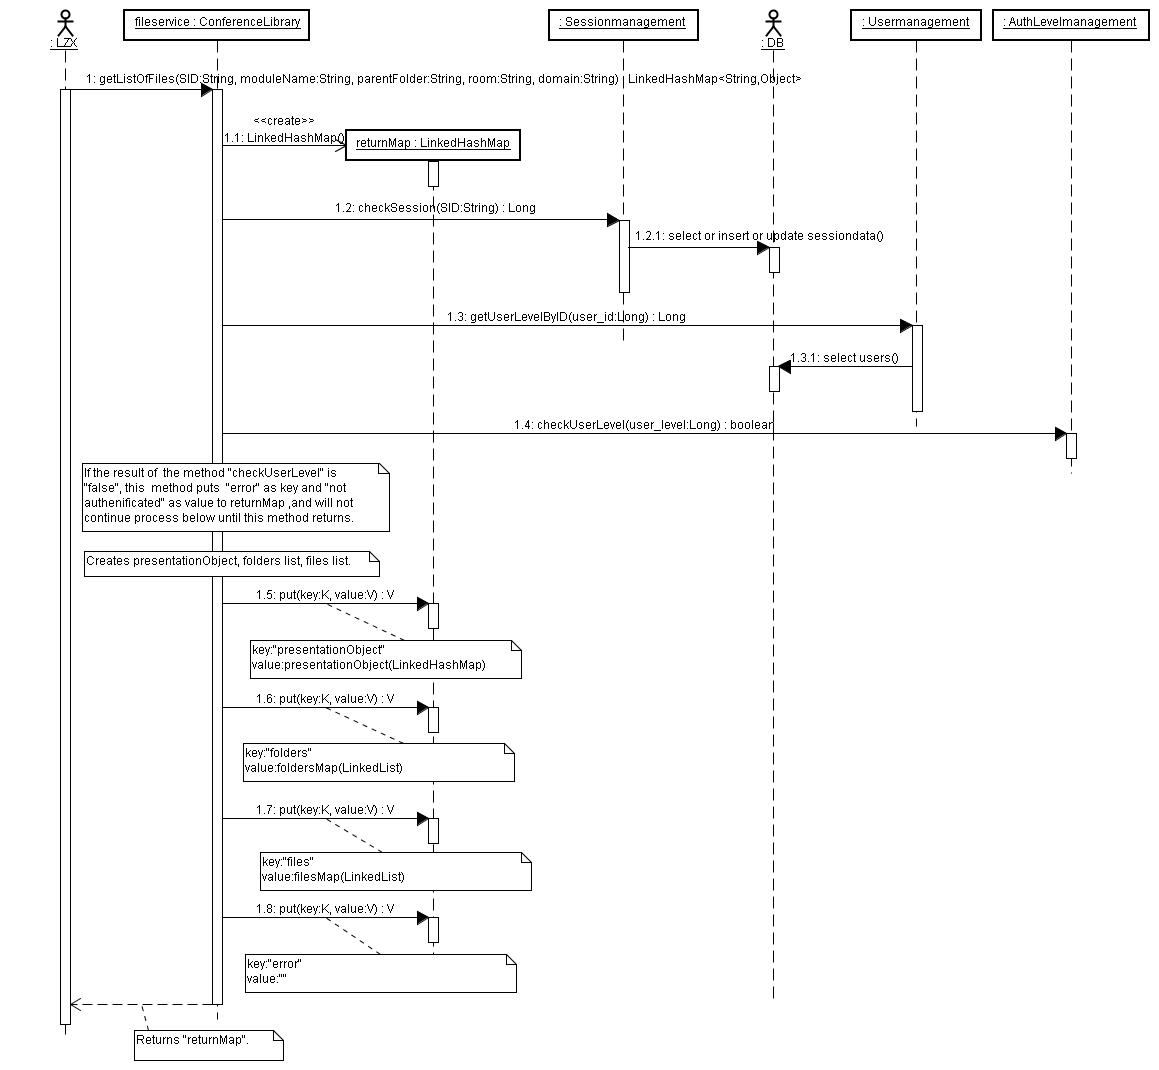 fileservice : ConferenceLibrary
: Sessionmanagement
: Usermanagement
: AuthLevelmanagement
: LZX
: DB
1: getListOfFiles(SID:String, moduleName:String, parentFolder:String, room:String, domain:String) : LinkedHashMap<String,Object>
<<create>>
1.1: LinkedHashMap()
returnMap : LinkedHashMap
1.2: checkSession(SID:String) : Long
1.2.1: select or insert or update sessiondata()
1.3: getUserLevelByID(user_id:Long) : Long
1.3.1: select users()
1.4: checkUserLevel(user_level:Long) : boolean
If the result of the method "checkUserLevel" is
"false", this method puts "error" as key and "not
authenificated" as value to returnMap ,and will not
continue process below until this method returns.
Creates presentationObject, folders list, files list.
1.5: put(key:K, value:V) : V
key:"presentationObject"
value:presentationObject(LinkedHashMap)
1.6: put(key:K, value:V) : V
key:"folders"
value:foldersMap(LinkedList)
1.7: put(key:K, value:V) : V
key:"files"
value:filesMap(LinkedList)
1.8: put(key:K, value:V) : V
key:"error"
value:""
Returns "returnMap".